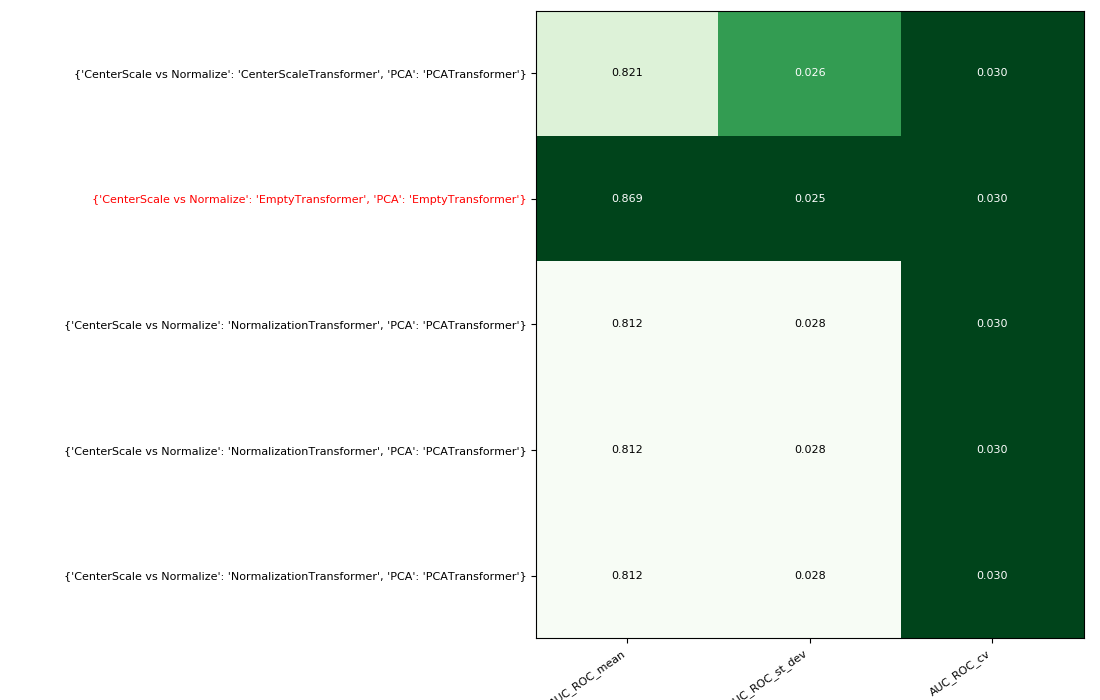 {'CenterScale vs Normalize': 'CenterScaleTransformer', 'PCA': 'PCATransformer'} 0.821 0.026 0.030
{'CenterScale vs Normalize': 'EmptyTransformer', 'PCA': 'EmptyTransformer'} 0.869 0.025 0.030
{'CenterScale vs Normalize': 'NormalizationTransformer', 'PCA': 'PCATransformer'} 0.812 0.028 0.030
{'CenterScale vs Normalize': 'NormalizationTransformer', 'PCA': 'PCATransformer'} 0.812 0.028 0.030
{'CenterScale vs Normalize': 'NormalizationTransformer', 'PCA': 'PCATransformer'} 0.812 0.028 0.030
AUC_ROC_mean AUC_ROC_st_dev AUC_ROC_cv